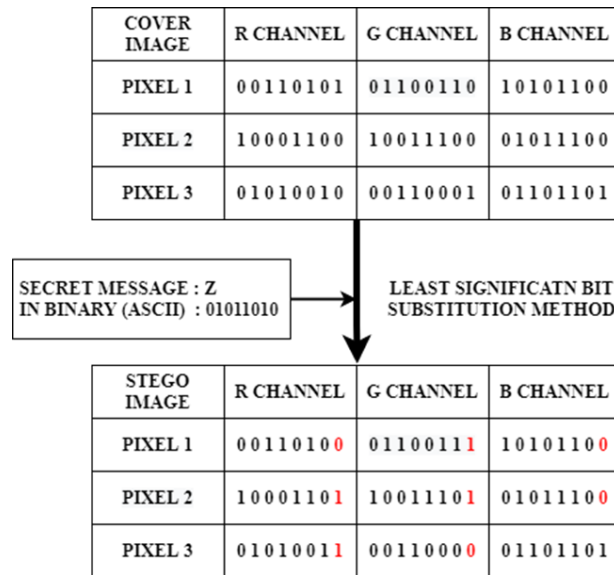 COVER IMAGE R CHANNEL G CHANNEL B CHANNEL
PIXEL 1 0 0 1 1 0 1 0 1 0 1 1 0 0 1 1 0 1 0 1 0 1 1 0 0
PIXEL 2 1 0 0 0 1 1 0 0 1 0 0 1 1 1 0 0 0 1 0 1 1 1 0 0
PIXEL 3 0 1 0 1 0 0 1 0 0 0 1 1 0 0 0 1 0 1 1 0 1 1 0 1
SECRET MESSAGE : Z
IN BINARY (ASCII) : 01011010
LEAST SIGNIFICATN BIT
SUBSTITUTION METHOD
STEGO IMAGE R CHANNEL G CHANNEL B CHANNEL
PIXEL 1 0 0 1 1 0 1 0 0 0 1 1 0 0 1 1 1 1 0 1 0 1 1 0 0
PIXEL 2 1 0 0 0 1 1 0 1 1 0 0 1 1 1 0 1 0 1 0 1 1 1 0 0
PIXEL 3 0 1 0 1 0 0 1 1 0 0 1 1 0 0 0 0 0 1 1 0 1 1 0 1